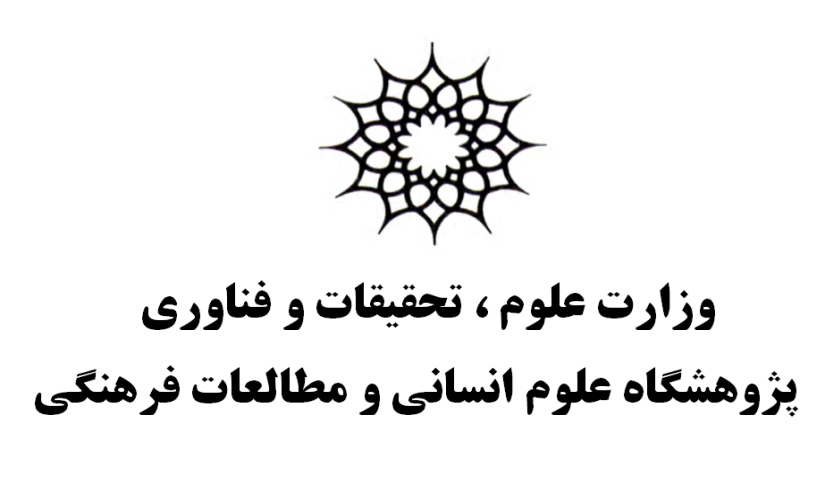 وزارت علوم ، تحقیقات و فناوری
پژوهشگاه علوم انسانی و مطالعات فرهنگی